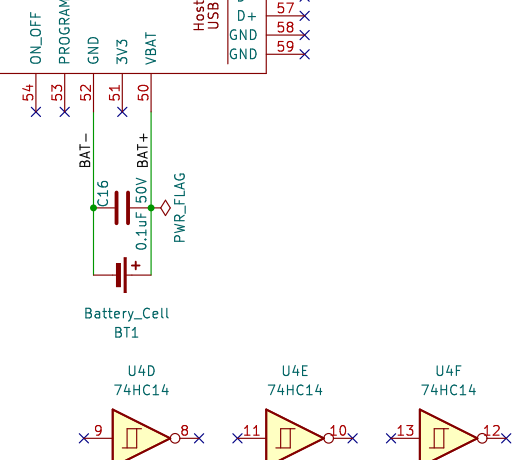 Host
USB
D+ 57
GND 58
GND 59
ON_OFF
PROGRAM
GND
3V3
VBAT
54
53
52
51
50
BAT-
BAT+
C16
0.1uF 50V
PWR_FLAG
+
Battery_Cell
BT1
U4D
74HC14
9 8
U4E
74HC14
11 10
U4F
74HC14
13 12